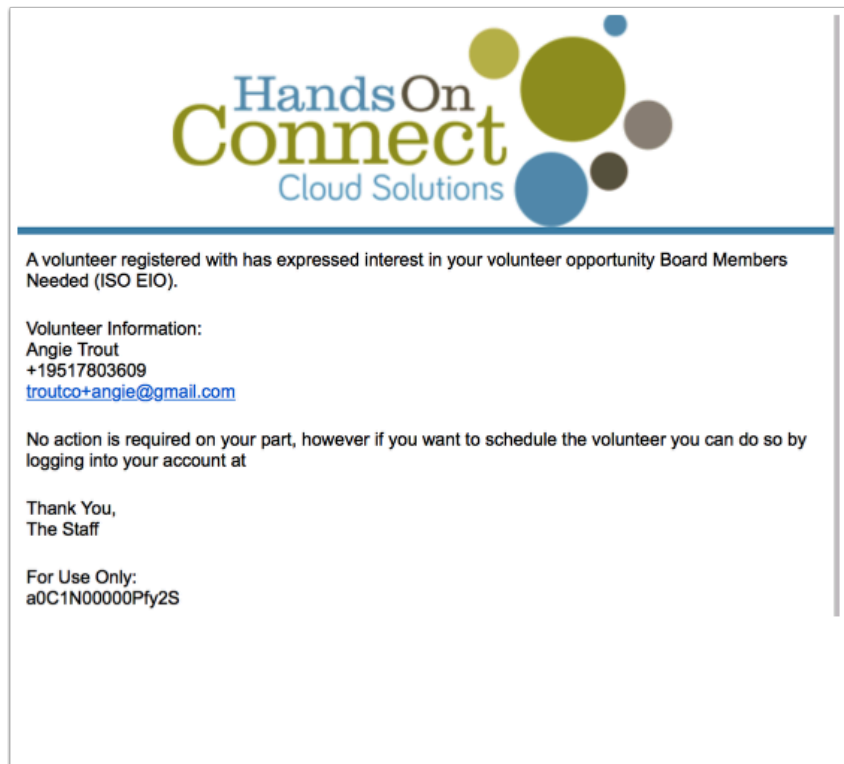 HandsOn
Connect
Cloud Solutions
A volunteer registered with has expressed interest in your volunteer opportunity Board Members
Needed (ISO EIO).
Volunteer Information:
Angie Trout
+19517803609
troutco+angie@gmail.com
No action is required on your part, however if you want to schedule the volunteer you can do so by
logging into your account at
Thank You,
The Staff
For Use Only:
a0C1N00000Pfy2S